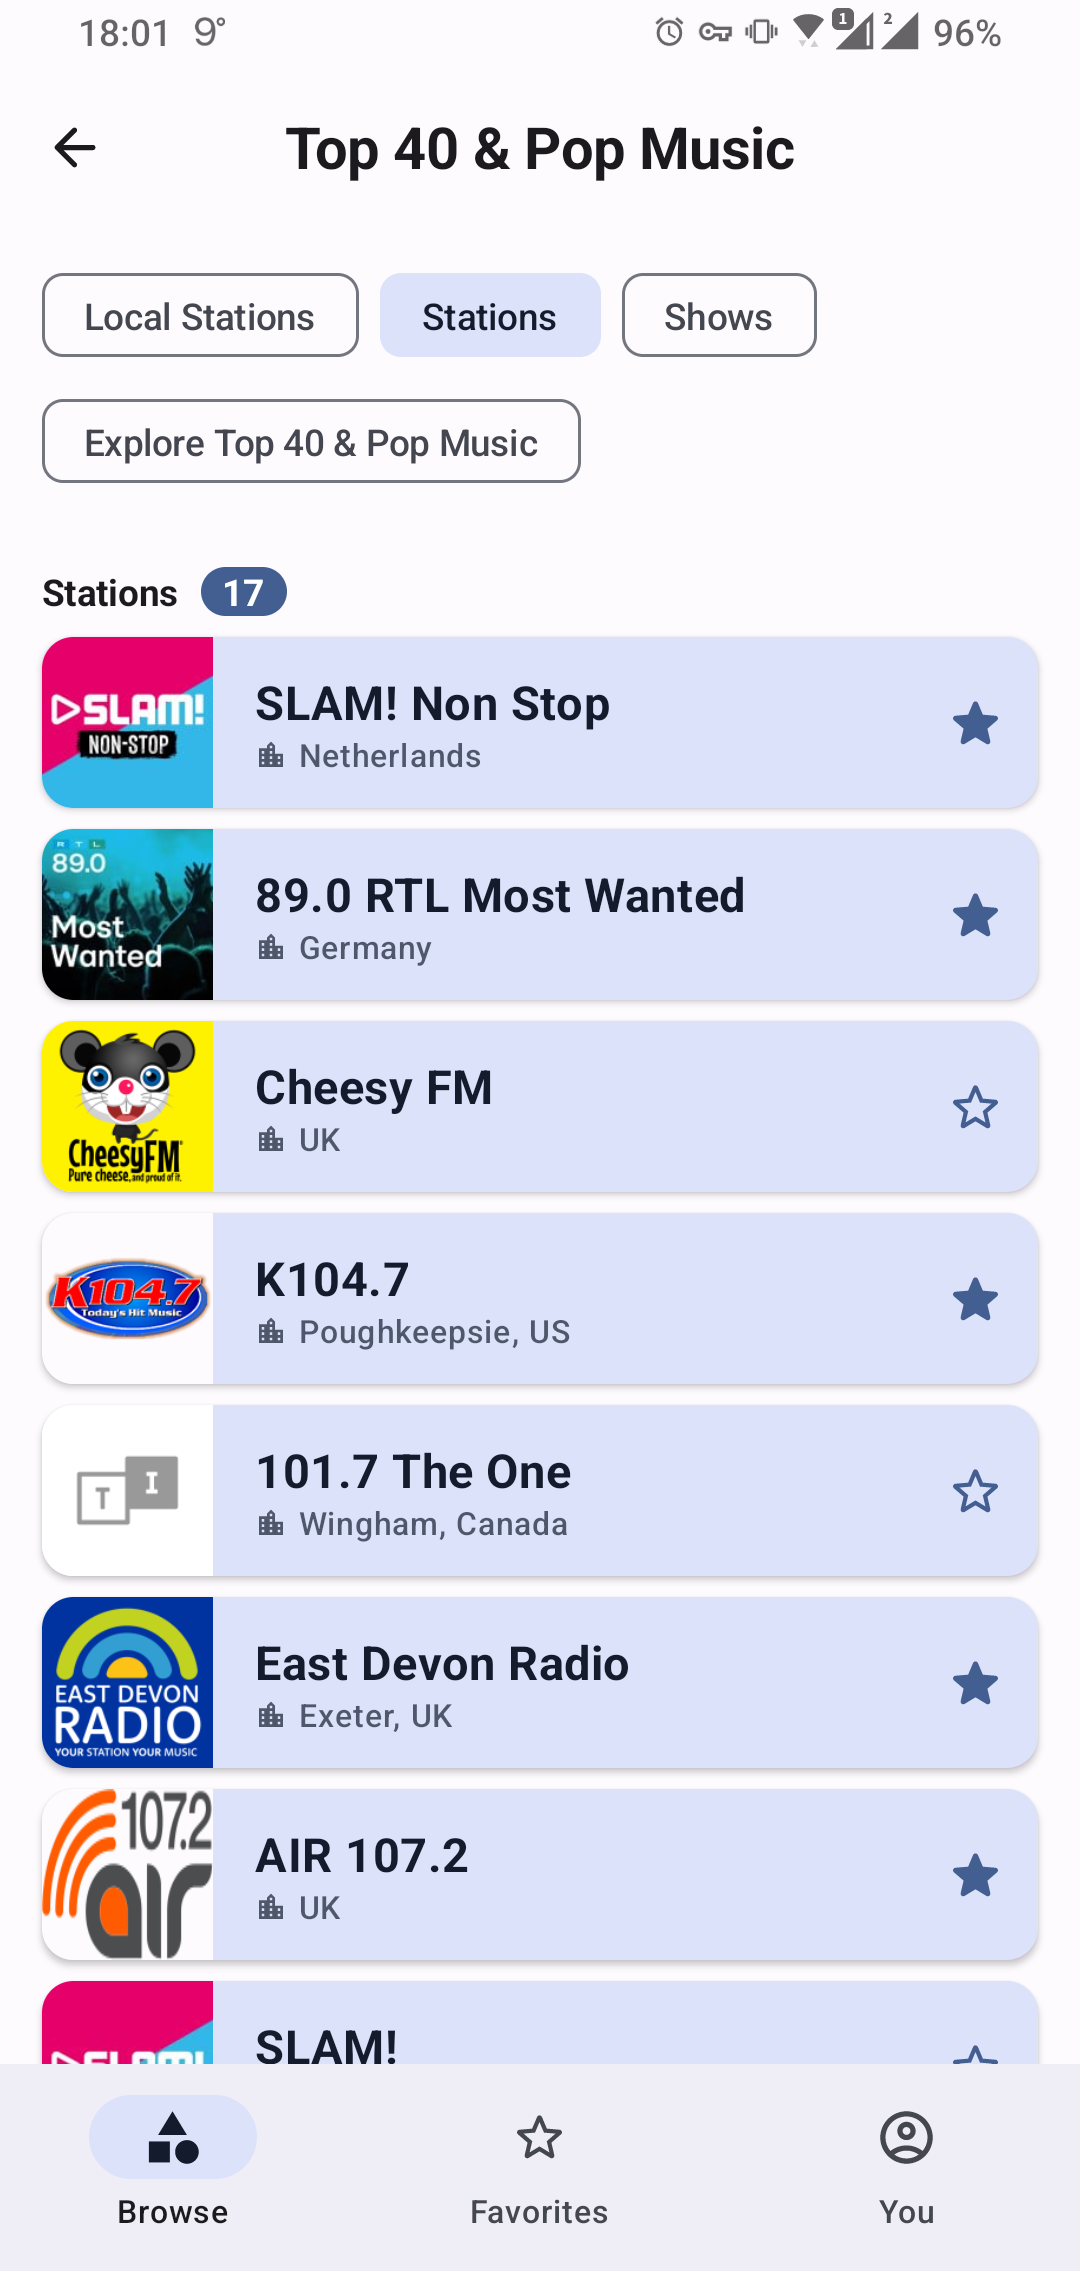 18:01 9° 1 2 96%
Top 40 & Pop Music
Local Stations Stations Shows
Explore Top 40 & Pop Music
Stations 17
SLAM!
NON-STOP
SLAM! Non Stop
Netherlands
RTL
89.0
Most
Wanted
89.0 RTL Most Wanted
Germany
CheesyFM
Pure cheese, and proud of it.
Cheesy FM
UK
K104.7
Today's Hit Music
K104.7
Poughkeepsie, US
T I
101.7 The One
Wingham, Canada
EAST DEVON
RADIO
YOUR STATION YOUR MUSIC
East Devon Radio
Exeter, UK
107.2
air
AIR 107.2
UK
SLAM!
SLAM!
Browse Favorites You